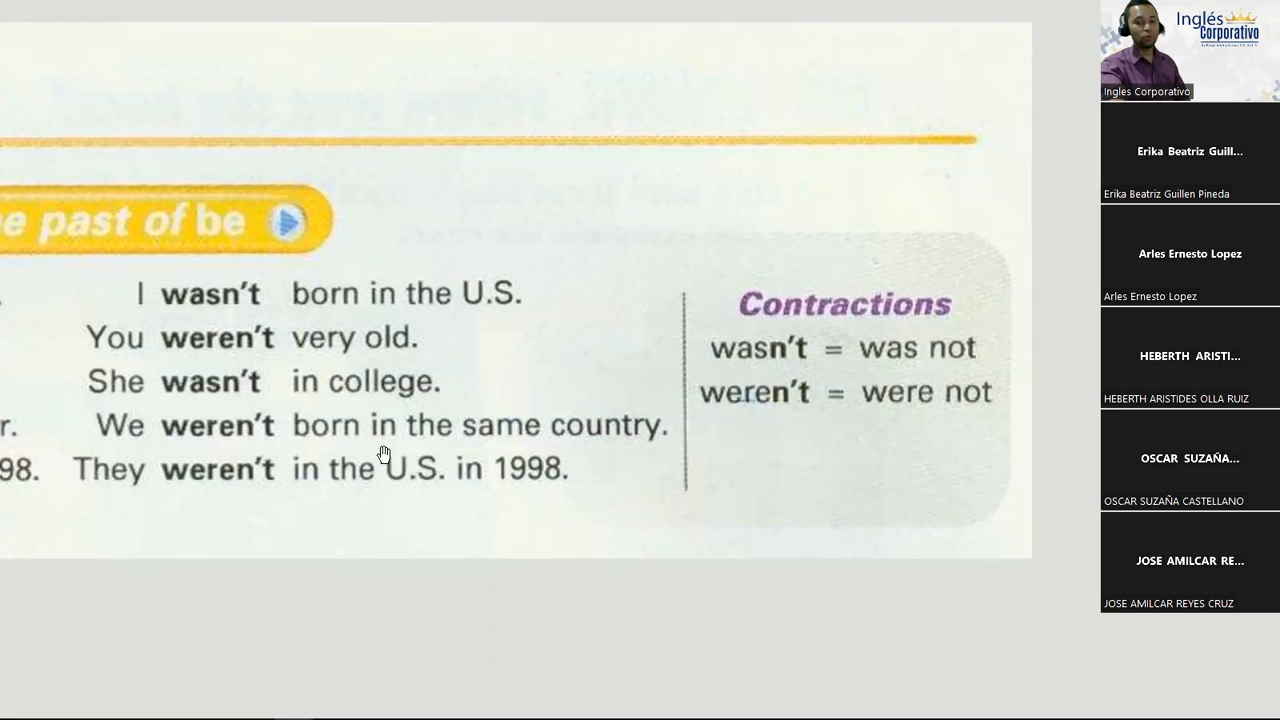 e past of be
. I wasn't born in the U.S.
You weren't very old.
She wasn't in college.
r. We weren't born in the same country.
98. They weren't in the U.S. in 1998.
Contractions
wasn't = was not
weren't = were not
Inglés
Corporativo
Ingles Corporativo
Erika Beatriz Guill...
Erika Beatriz Guillen Pineda
Arles Ernesto Lopez
Arles Ernesto Lopez
HEBERTH ARISTI...
HEBERTH ARISTIDES OLLA RUIZ
OSCAR SUZAÑA...
OSCAR SUZAÑA CASTELLANO
JOSE AMILCAR RE...
JOSE AMILCAR REYES CRUZ